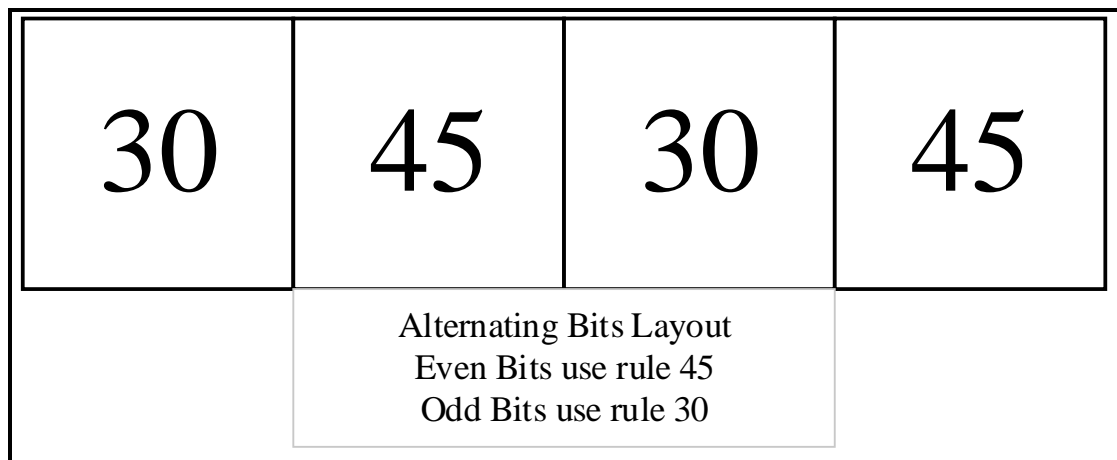 30 45 30 45
Alternating Bits Layout
Even Bits use rule 45
Odd Bits use rule 30